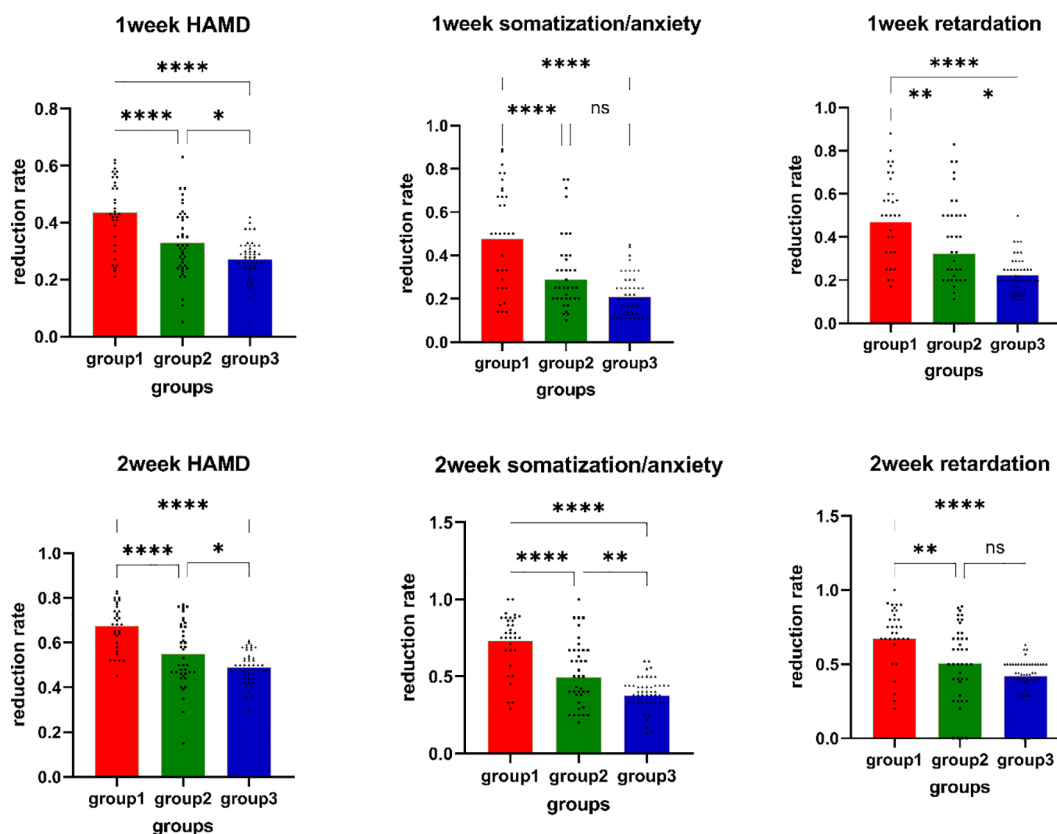 1week HAMD
****
**** *
0.8
0.6
0.4
0.2
0.0
reduction rate
group1 group2 group3
groups
1week somatization/anxiety
****
**** ns
1.0
0.8
0.6
0.4
0.2
0.0
reduction rate
group1 group2 group3
groups
1week retardation
****
** *
1.0
0.8
0.6
0.4
0.2
0.0
reduction rate
group1 group2 group3
groups
2week HAMD
****
**** *
1.0
0.8
0.6
0.4
0.2
0.0
reduction rate
group1 group2 group3
groups
2week somatization/anxiety
****
**** **
1.5
1.0
0.5
0.0
reduction rate
group1 group2 group3
groups
2week retardation
****
** ns
1.5
1.0
0.5
0.0
reduction rate
group1 group2 group3
groups